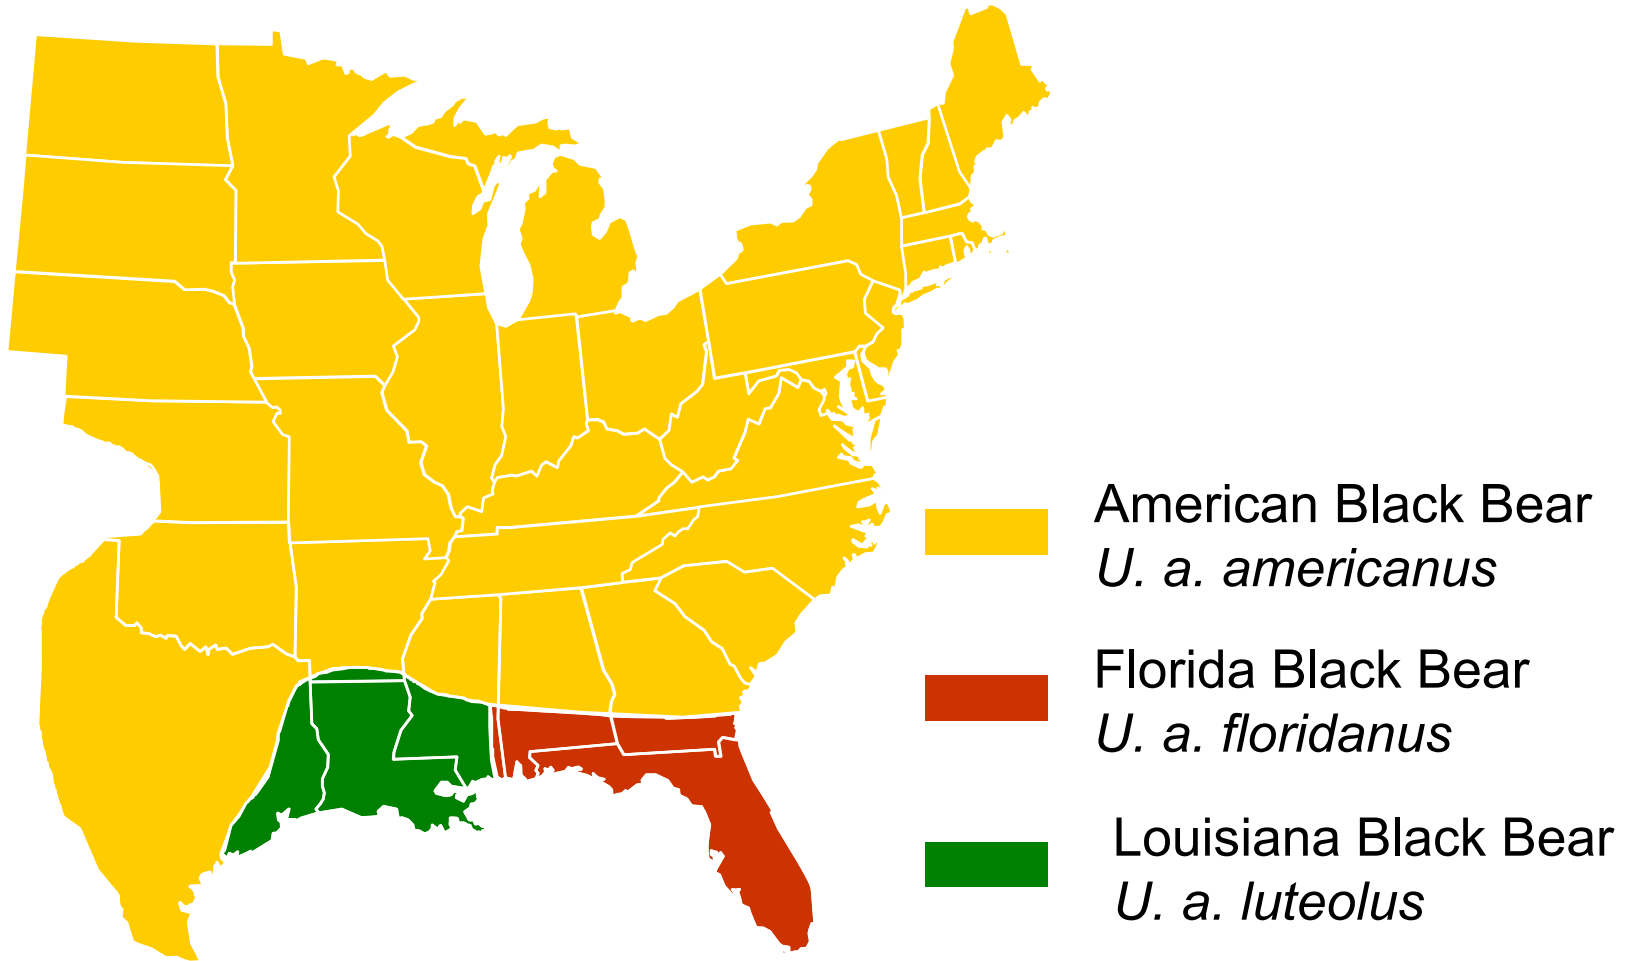 American Black Bear
U. a. americanus
Florida Black Bear
U. a. floridanus
Louisiana Black Bear
U. a. luteolus